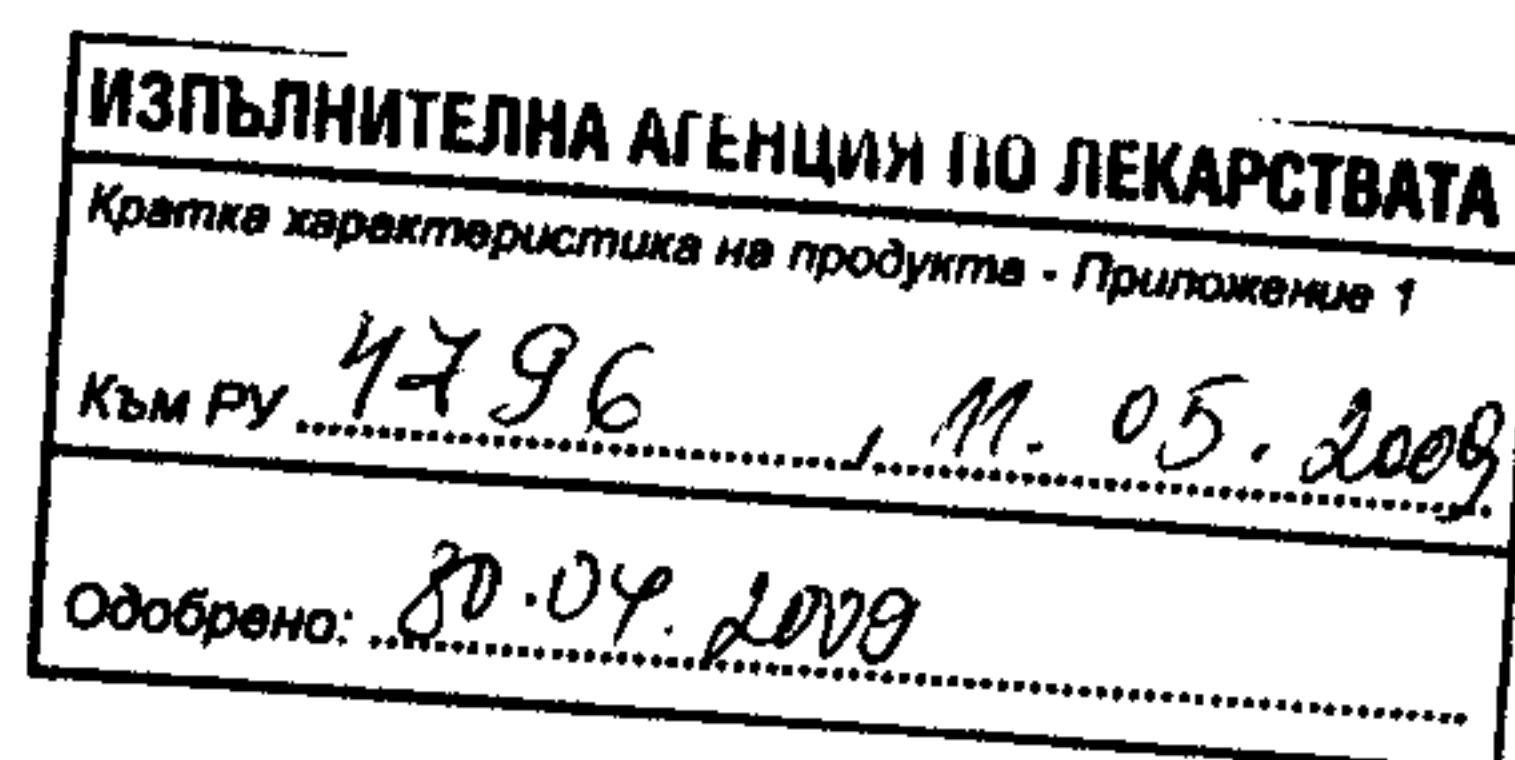 ИЗПЪЛНИТЕЛНА АГЕНЦИЯ ПО ЛЕКАРСТВАТА
Кратка характеристика на продукта - Приложение 1
Към РУ 4796 , 11. 05. 2009
Одобрено: 30.04. 2009